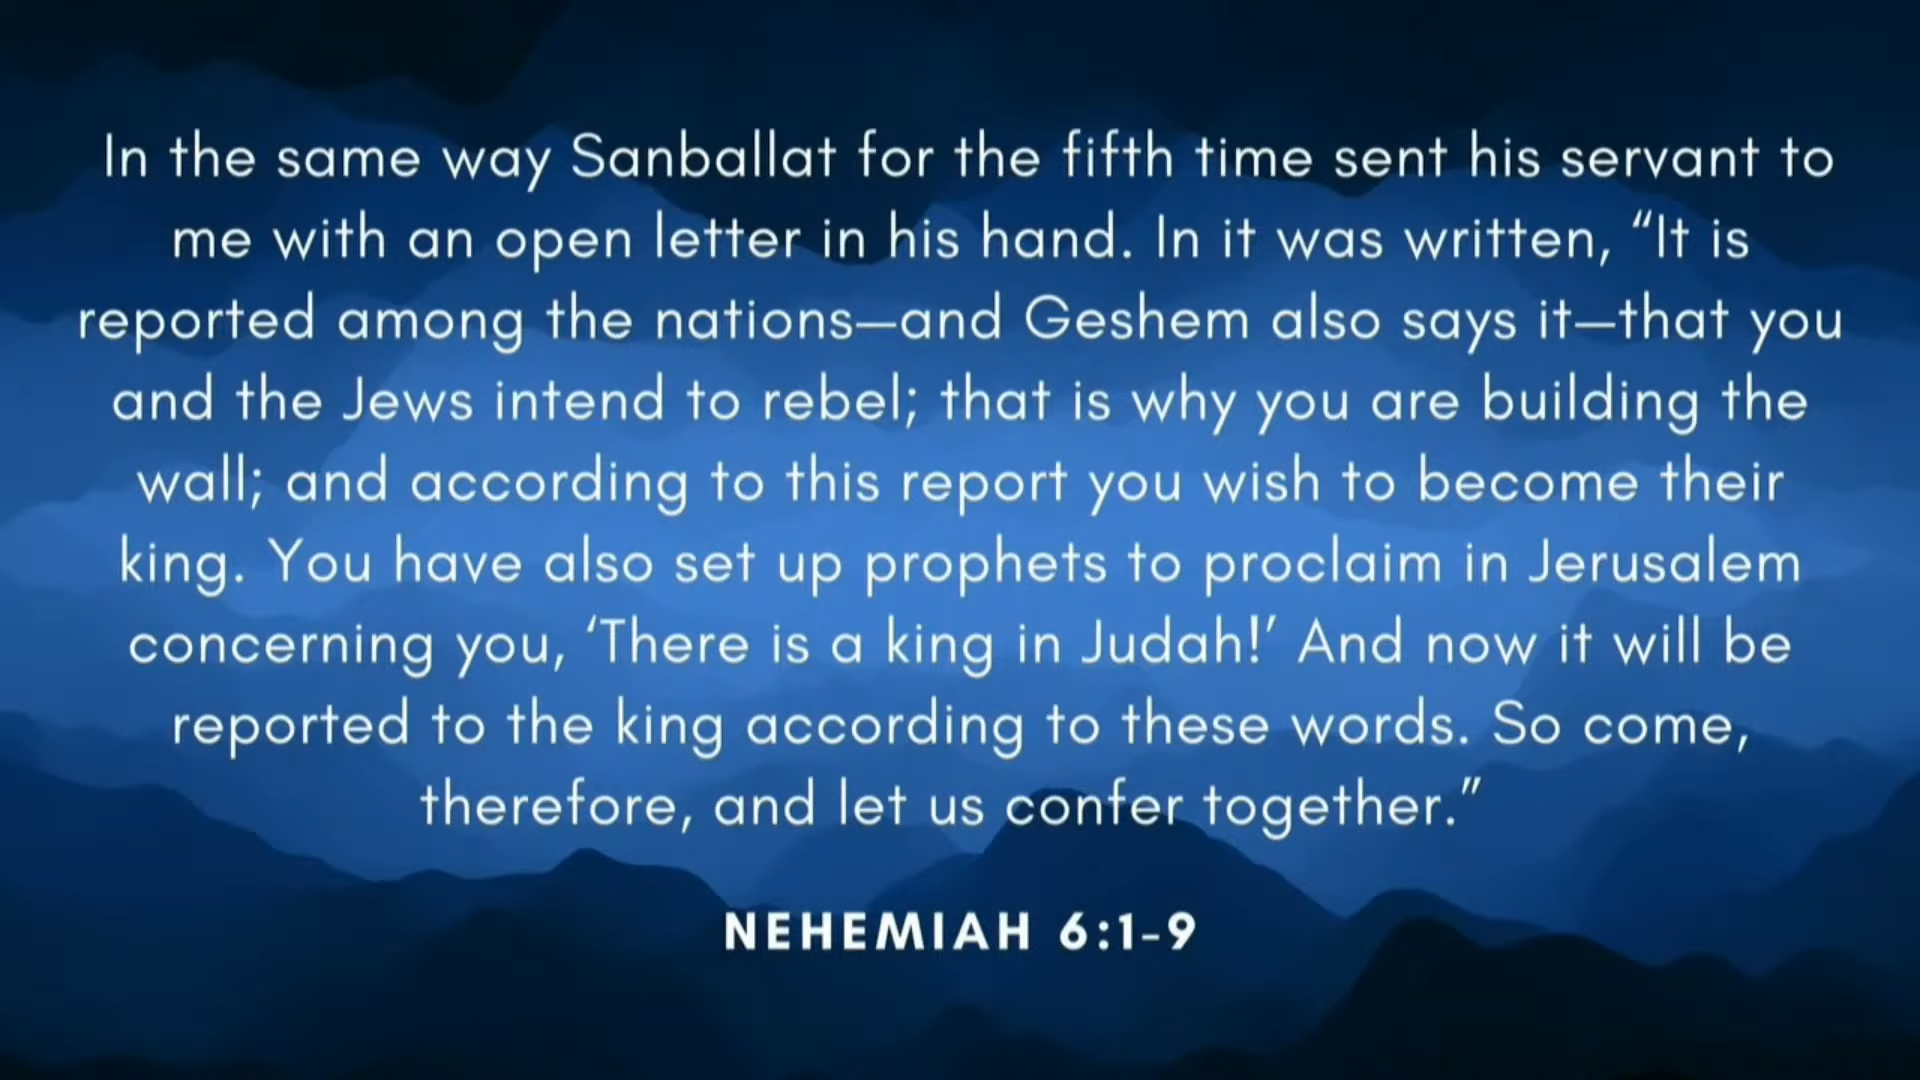 In the same way Sanballat for the fifth time sent his servant to
me with an open letter in his hand. In it was written, “It is
reported among the nations—and Geshem also says it—that you
and the Jews intend to rebel; that is why you are building the
wall; and according to this report you wish to become their
king. You have also set up prophets to proclaim in Jerusalem
concerning you, ‘There is a king in Judah!’ And now it will be
reported to the king according to these words. So come,
therefore, and let us confer together.”
NEHEMIAH 6:1-9